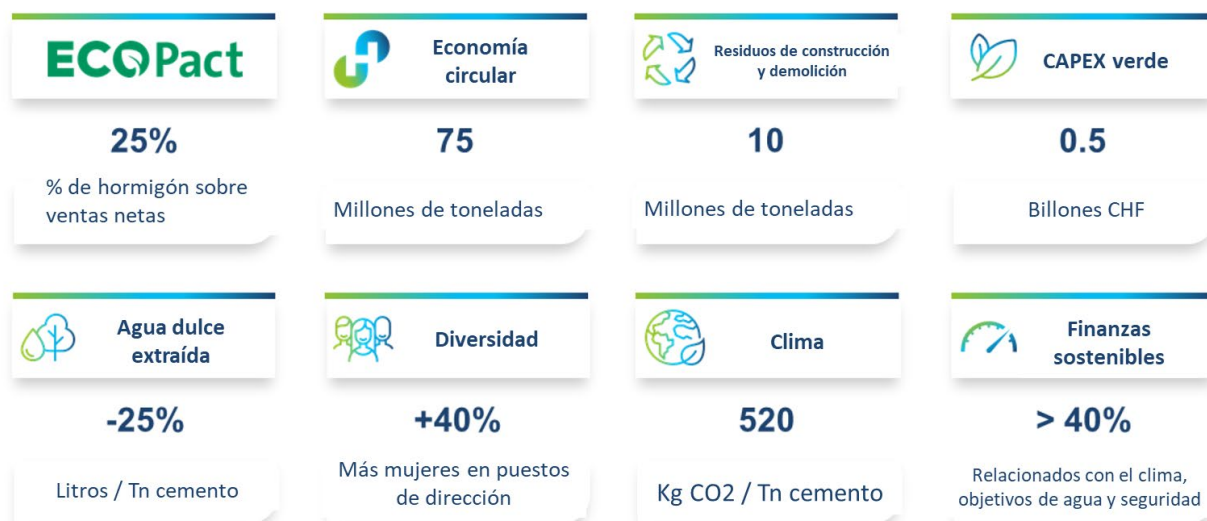 ECOPact
Economía
circular
Residuos de construcción
y demolición
CAPEX verde
25%
75
10
0.5
% de hormigón sobre
ventas netas
Millones de toneladas
Millones de toneladas
Billones CHF
Agua dulce
extraída
Diversidad
Clima
Finanzas
sostenibles
-25%
+40%
520
> 40%
Litros / Tn cemento
Más mujeres en puestos
de dirección
Kg CO2 / Tn cemento
Relacionados con el clima,
objetivos de agua y seguridad